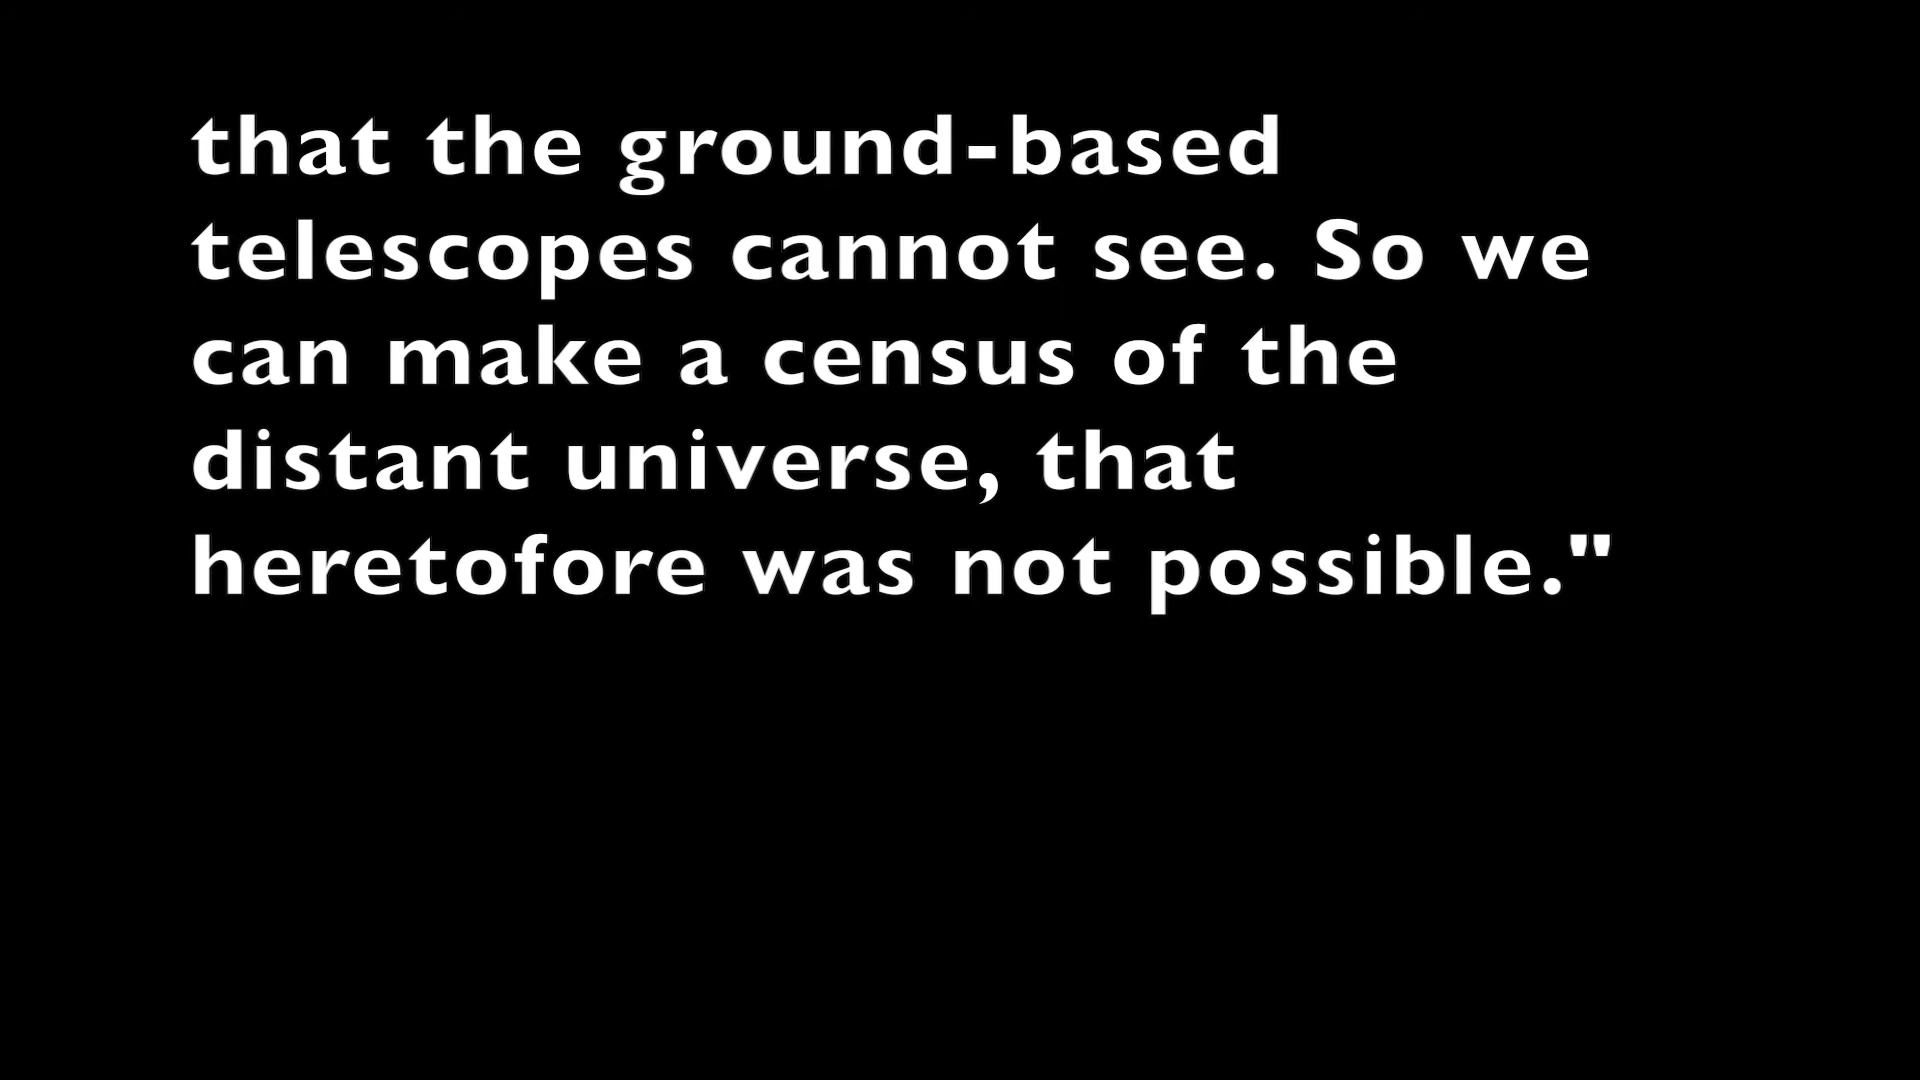 that the ground-based
telescopes cannot see. So we
can make a census of the
distant universe, that
heretofore was not possible."